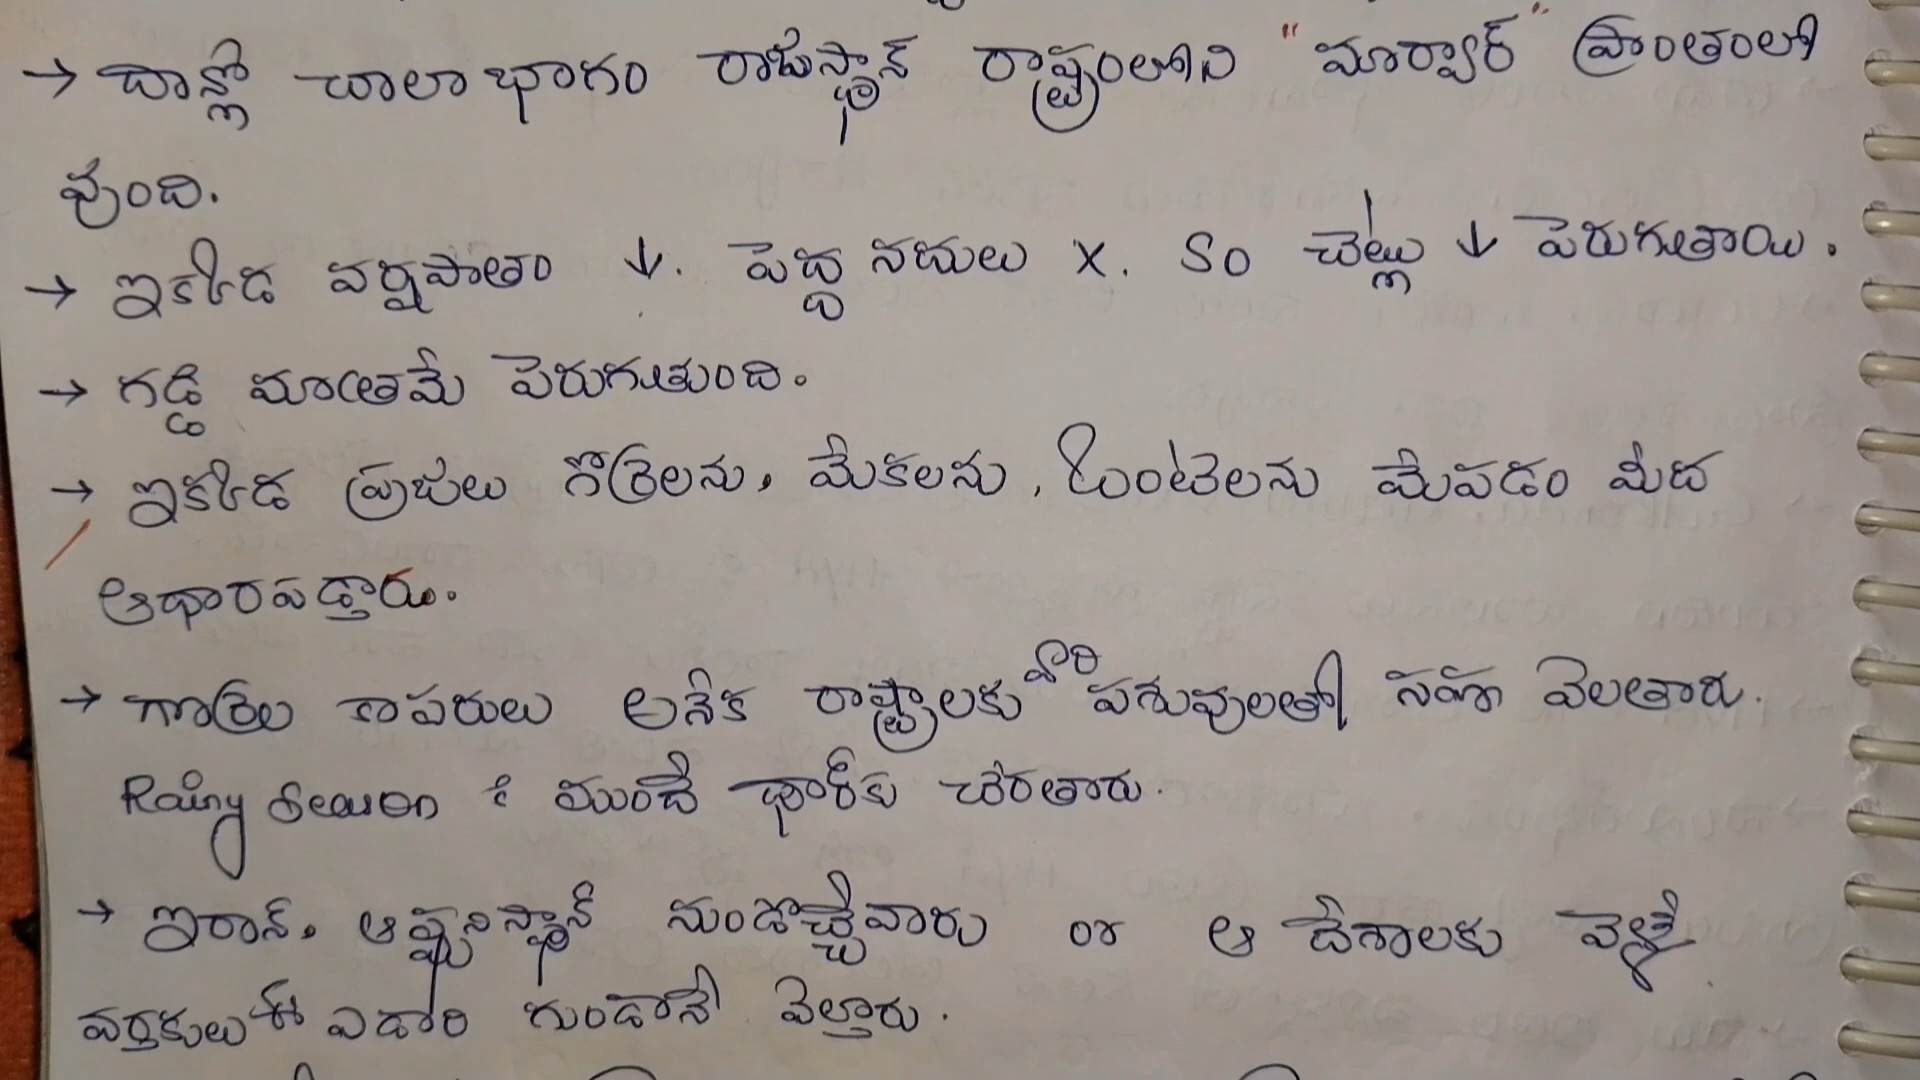 → దాన్లో చాలా భాగం రాజస్థాన్ రాష్ట్రంలోని "మార్వార్" ప్రాంతంలో
వుంది.
→ ఇక్కడ వర్షపాతం ↓. పెద్ద నదులు x. So చెట్లు ↓ పెరుగుతాయి.
→ గడ్డి మాత్రమే పెరుగుతుంది.
→ ఇక్కడ ప్రజలు గొర్రెలను, మేకలను, ఒంటెలను మేపడం మీద
ఆధారపడ్తారు.
→ గొర్రెల కాపరులు అనేక రాష్ట్రాలకు వారి పశువులతో సహా వెలతారు.
Rainy Season కి ముందే థార్‌కు చేరతారు.
→ ఇరాన్, ఆఫ్ఘనిస్థాన్ నుండొచ్చేవారు or ఆ దేశాలకు వెళ్లే
వర్తకులు ఈ ఎడారి గుండానే వెల్తారు.